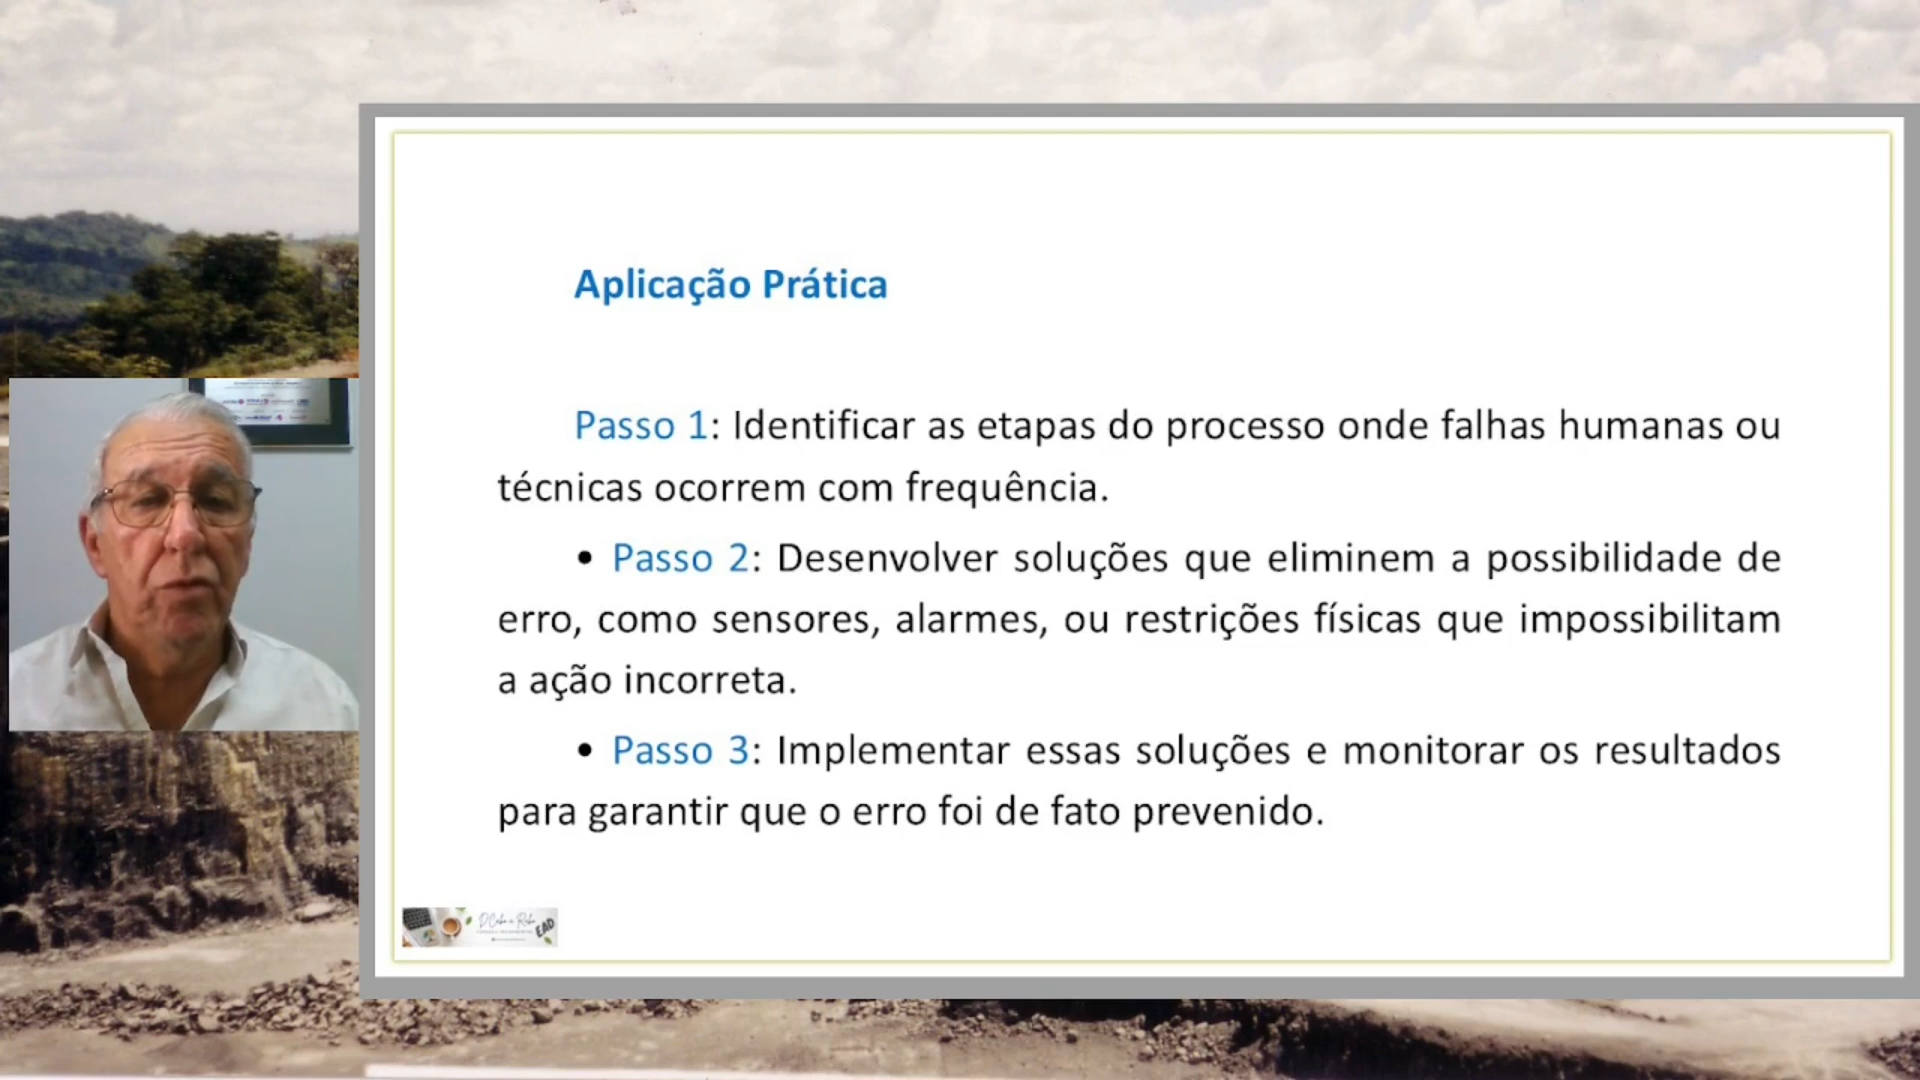 Aplicação Prática
Passo 1: Identificar as etapas do processo onde falhas humanas ou
técnicas ocorrem com frequência.
• Passo 2: Desenvolver soluções que eliminem a possibilidade de
erro, como sensores, alarmes, ou restrições físicas que impossibilitam
a ação incorreta.
• Passo 3: Implementar essas soluções e monitorar os resultados
para garantir que o erro foi de fato prevenido.
EAD